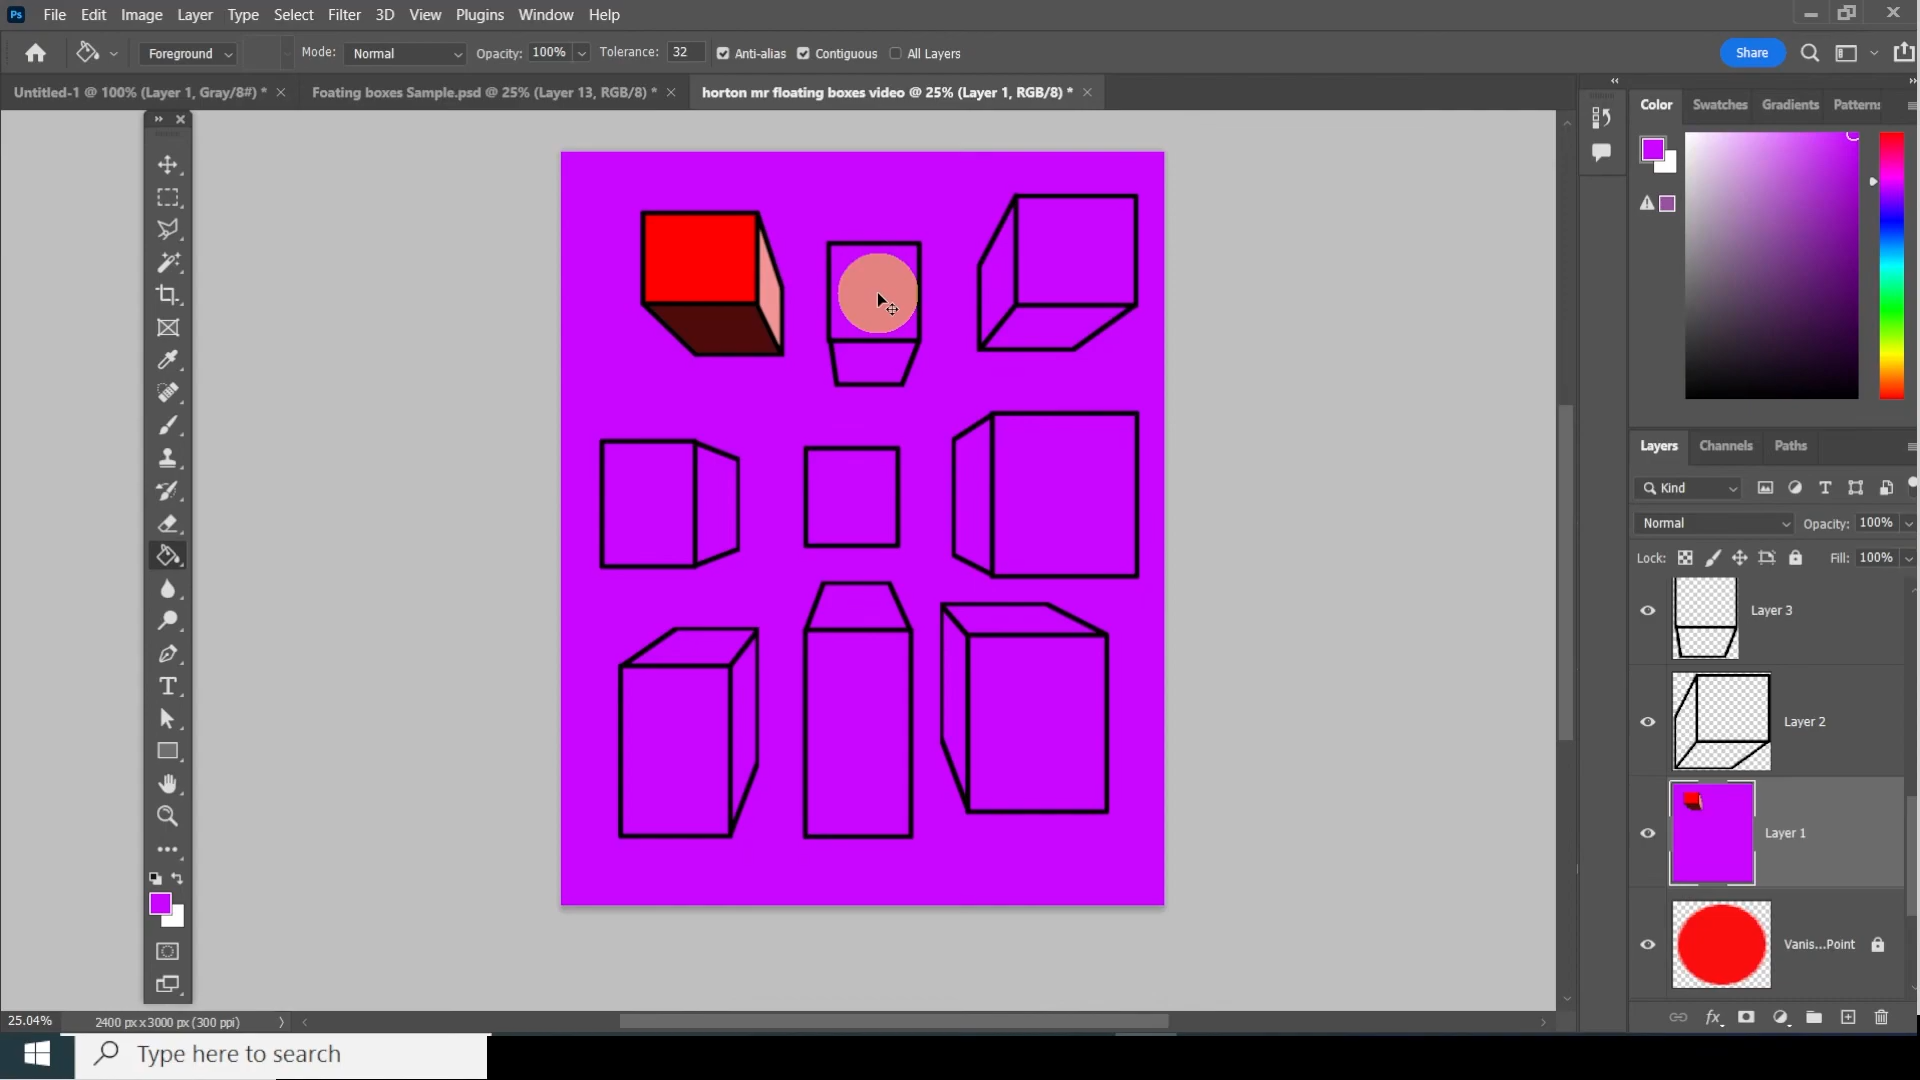 Ps File Edit Image Layer Type Select Filter 3D View Plugins Window Help
Foreground Mode: Normal Opacity: 100% Tolerance: 32 Anti-alias Contiguous All Layers Share
Untitled-1 @ 100% (Layer 1, Gray/8#) * Foating boxes Sample.psd @ 25% (Layer 13, RGB/8) * horton mr floating boxes video @ 25% (Layer 1, RGB/8) *
Color Swatches Gradients Patterns
Layers Channels Paths
Kind
Normal Opacity: 100%
Lock: Fill: 100%
Layer 3
Layer 2
Layer 1
Vanis...Point
fx
25.04% 2400 px x 3000 px (300 ppi)
Type here to search